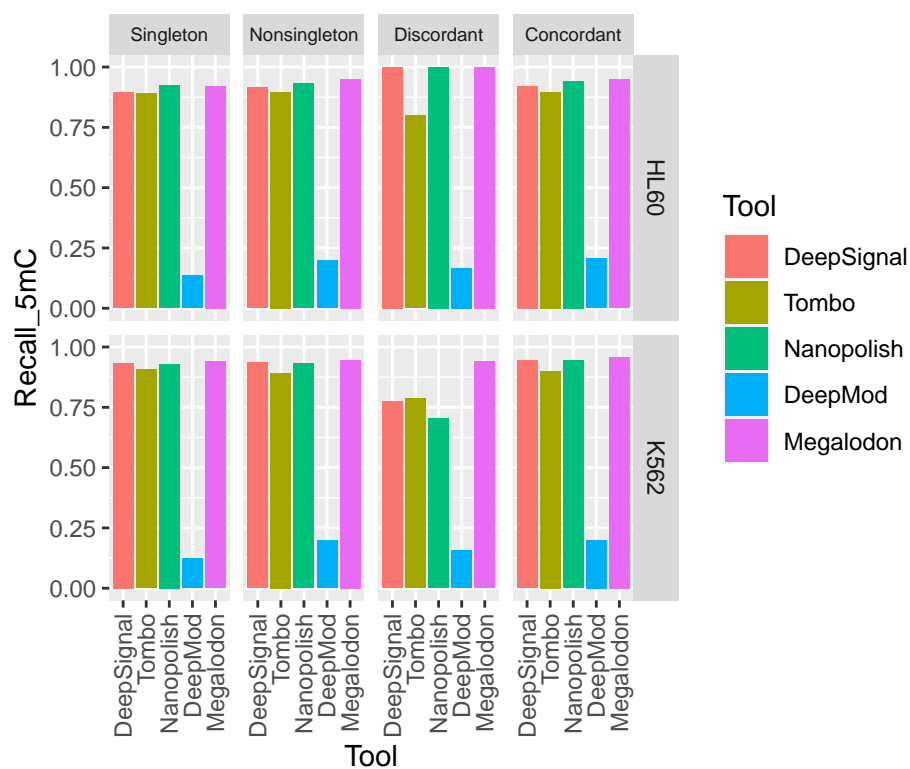 Singleton Nonsingleton Discordant Concordant
1.00
0.75
0.50
0.25
0.00
HL60
1.00
0.75
0.50
0.25
0.00
K562
Recall_5mC
DeepSignal Tombo Nanopolish DeepMod Megalodon DeepSignal Tombo Nanopolish DeepMod Megalodon DeepSignal Tombo Nanopolish DeepMod Megalodon DeepSignal Tombo Nanopolish DeepMod Megalodon
Tool
Tool
DeepSignal
Tombo
Nanopolish
DeepMod
Megalodon